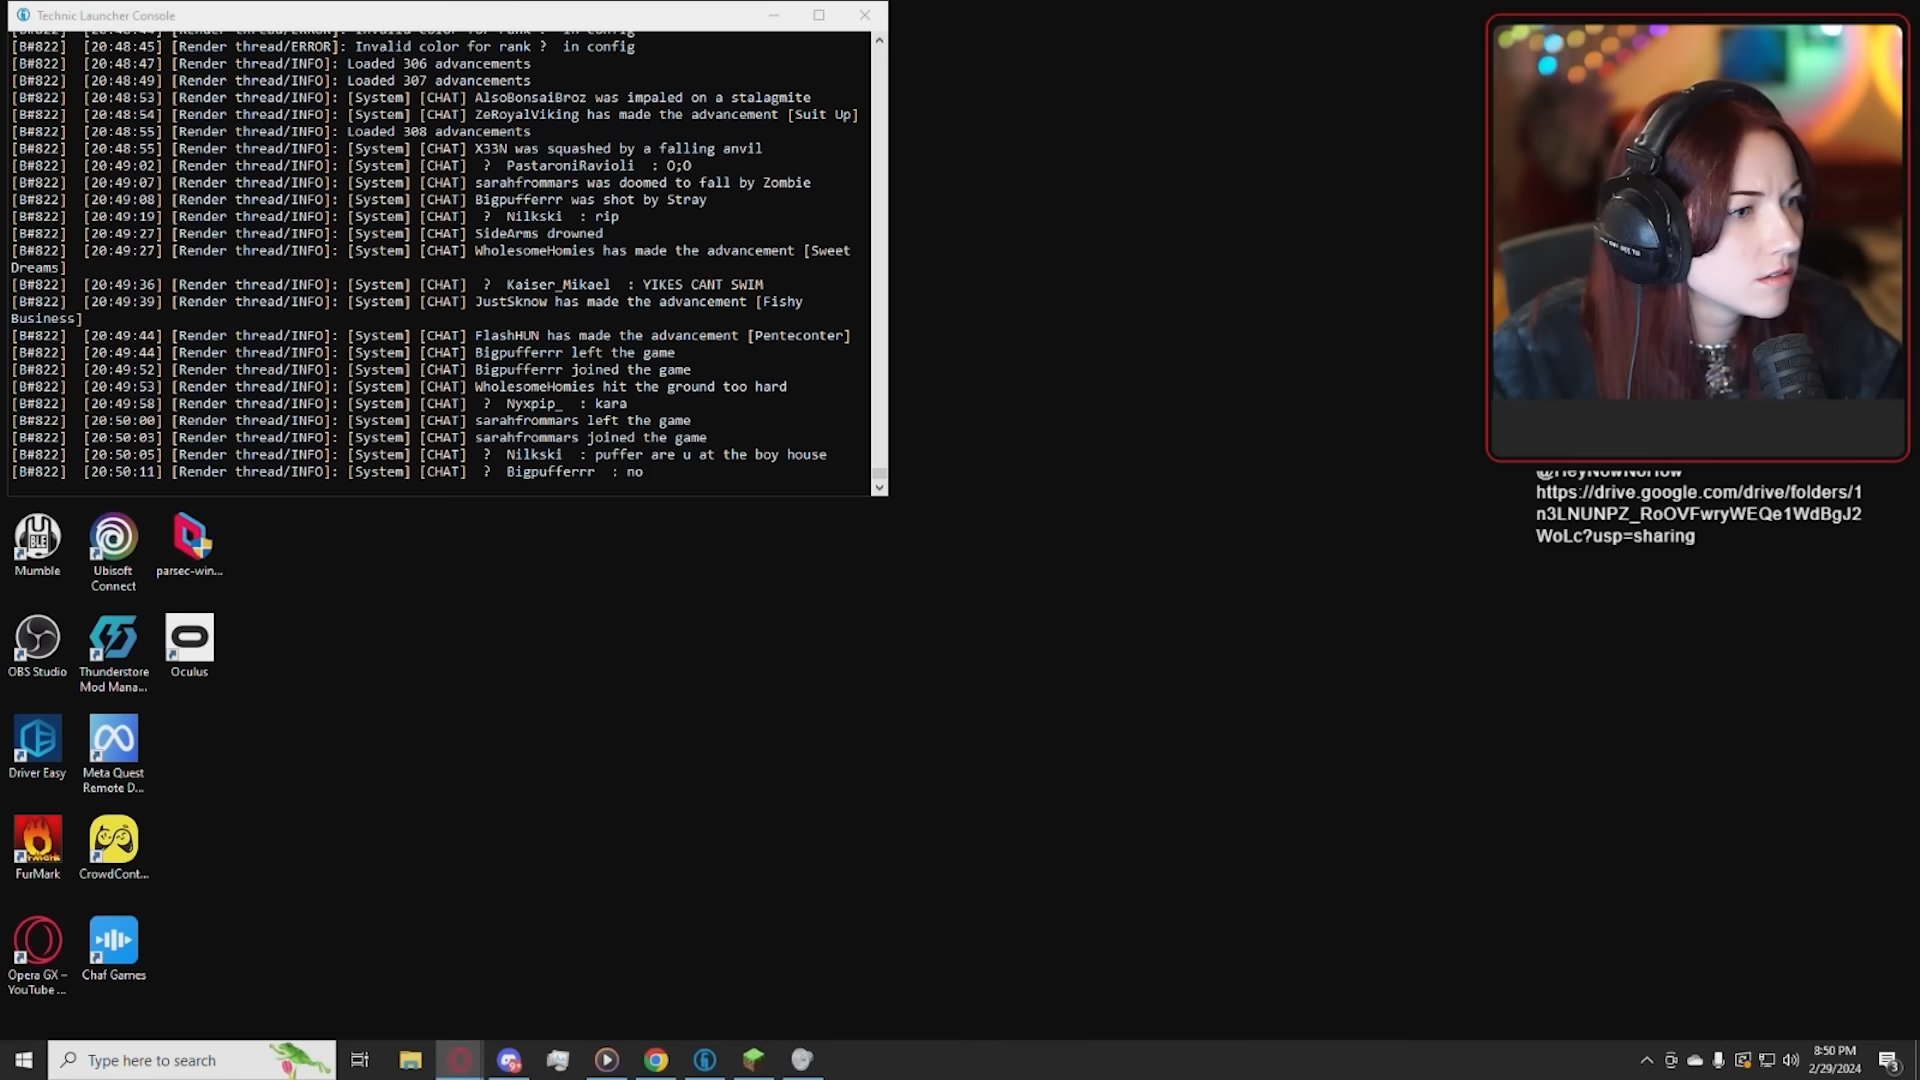 Technic Launcher Console
[B#822] [20:48:45] [Render thread/ERROR]: Invalid color for rank ? in config
[B#822] [20:48:47] [Render thread/INFO]: Loaded 306 advancements
[B#822] [20:48:49] [Render thread/INFO]: Loaded 307 advancements
[B#822] [20:48:53] [Render thread/INFO]: [System] [CHAT] AlsoBonsaiBroz was impaled on a stalagmite
[B#822] [20:48:54] [Render thread/INFO]: [System] [CHAT] ZeRoyalViking has made the advancement [Suit Up]
[B#822] [20:48:55] [Render thread/INFO]: Loaded 308 advancements
[B#822] [20:48:55] [Render thread/INFO]: [System] [CHAT] X33N was squashed by a falling anvil
[B#822] [20:49:02] [Render thread/INFO]: [System] [CHAT] ? PastaroniRavioli : O;O
[B#822] [20:49:07] [Render thread/INFO]: [System] [CHAT] sarahfrommars was doomed to fall by Zombie
[B#822] [20:49:08] [Render thread/INFO]: [System] [CHAT] Bigpufferrr was shot by Stray
[B#822] [20:49:19] [Render thread/INFO]: [System] [CHAT] ? Nilkski : rip
[B#822] [20:49:27] [Render thread/INFO]: [System] [CHAT] SideArms drowned
[B#822] [20:49:27] [Render thread/INFO]: [System] [CHAT] WholesomeHomies has made the advancement [Sweet
Dreams]
[B#822] [20:49:36] [Render thread/INFO]: [System] [CHAT] ? Kaiser_Mikael : YIKES CANT SWIM
[B#822] [20:49:39] [Render thread/INFO]: [System] [CHAT] JustSknow has made the advancement [Fishy
Business]
[B#822] [20:49:44] [Render thread/INFO]: [System] [CHAT] FlashHUN has made the advancement [Penteconter]
[B#822] [20:49:44] [Render thread/INFO]: [System] [CHAT] Bigpufferrr left the game
[B#822] [20:49:52] [Render thread/INFO]: [System] [CHAT] Bigpufferrr joined the game
[B#822] [20:49:53] [Render thread/INFO]: [System] [CHAT] WholesomeHomies hit the ground too hard
[B#822] [20:49:58] [Render thread/INFO]: [System] [CHAT] ? Nyxpip_ : kara
[B#822] [20:50:00] [Render thread/INFO]: [System] [CHAT] sarahfrommars left the game
[B#822] [20:50:03] [Render thread/INFO]: [System] [CHAT] sarahfrommars joined the game
[B#822] [20:50:05] [Render thread/INFO]: [System] [CHAT] ? Nilkski : puffer are u at the boy house
[B#822] [20:50:11] [Render thread/INFO]: [System] [CHAT] ? Bigpufferrr : no
https://drive.google.com/drive/folders/1
n3LNUNPZ_RoOVFwryWEQe1WdBgJ2
WoLc?usp=sharing
Mumble
Ubisoft
Connect
parsec-win...
OBS Studio
Thunderstore
Mod Mana...
Oculus
Driver Easy
Meta Quest
Remote D...
FurMark
CrowdCont...
Opera GX –
YouTube ...
Chaf Games
Type here to search
8:50 PM
2/29/2024